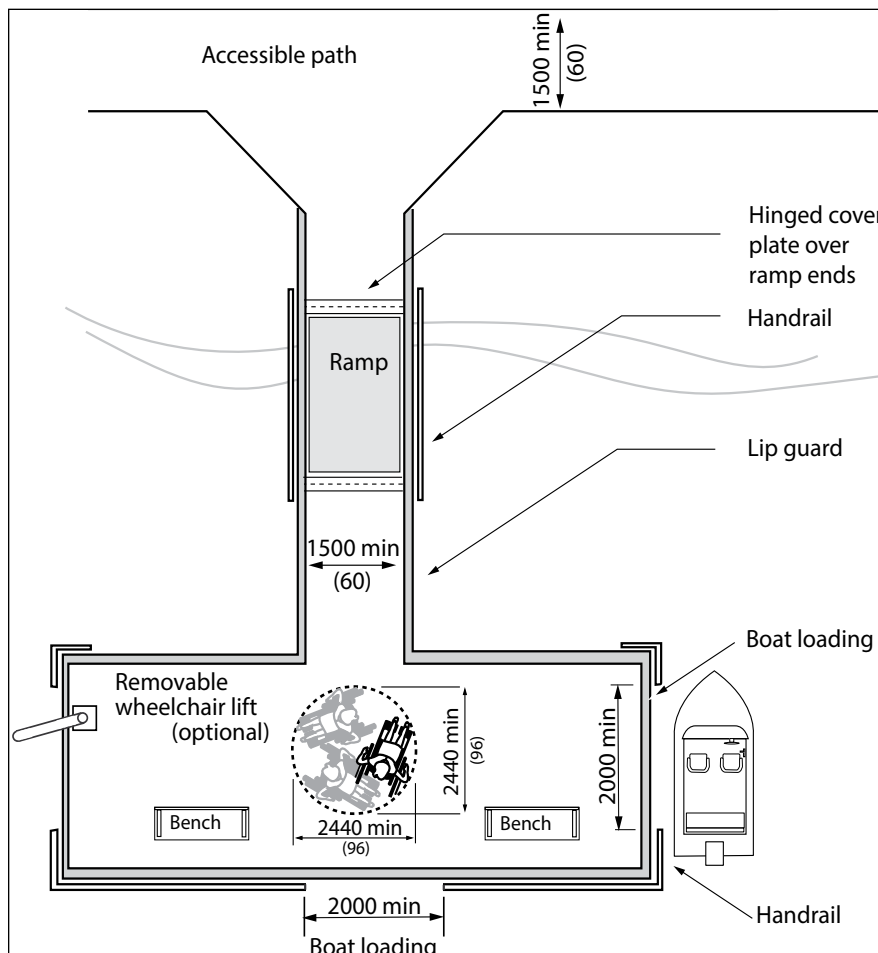 Accessible path
1500 min
(60)
Hinged cover
plate over
ramp ends
Handrail
Ramp
Lip guard
1500 min
(60)
Boat loading
Removable
wheelchair lift
(optional)
2440 min
(96)
2000 min
Bench
2440 min
(96)
Bench
2000 min
Handrail
Boat loading